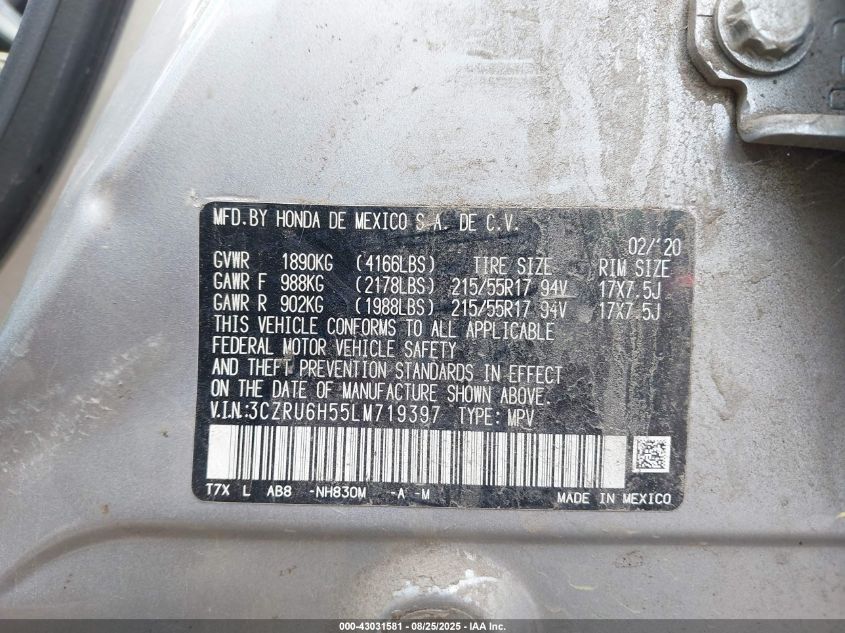 MFD.BY HONDA DE MEXICO S.A. DE C.V.
02/'20
GVWR 1890KG (4166LBS) TIRE SIZE RIM SIZE
GAWR F 988KG (2178LBS) 215/55R17 94V 17X7.5J
GAWR R 902KG (1988LBS) 215/55R17 94V 17X7.5J
THIS VEHICLE CONFORMS TO ALL APPLICABLE
FEDERAL MOTOR VEHICLE SAFETY
AND THEFT PREVENTION STANDARDS IN EFFECT
ON THE DATE OF MANUFACTURE SHOWN ABOVE.
V.I.N:3CZRU6H55LM719397 TYPE: MPV
T7X L AB8 -NH830M -A -M MADE IN MEXICO
000-43031581 - 08/25/2025 - IAA Inc.